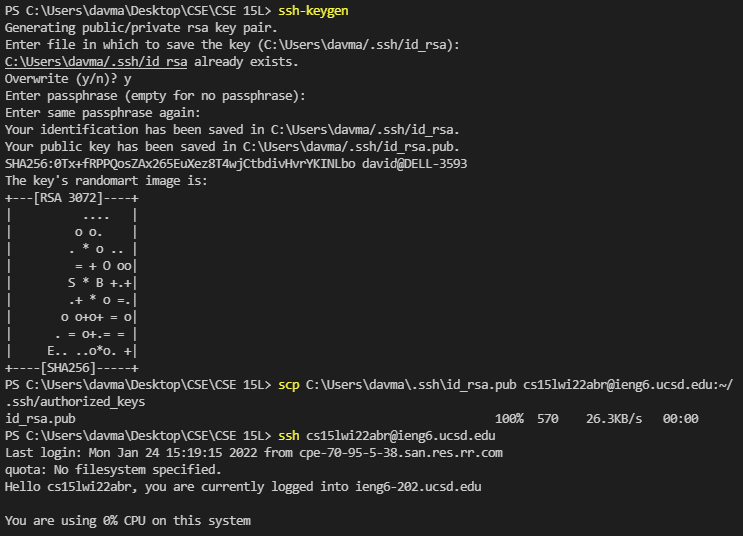 PS C:\Users\davma\Desktop\CSE\CSE 15L> ssh-keygen
Generating public/private rsa key pair.
Enter file in which to save the key (C:\Users\davma/.ssh/id_rsa):
C:\Users\davma/.ssh/id_rsa already exists.
Overwrite (y/n)? y
Enter passphrase (empty for no passphrase):
Enter same passphrase again:
Your identification has been saved in C:\Users\davma/.ssh/id_rsa.
Your public key has been saved in C:\Users\davma/.ssh/id_rsa.pub.
SHA256:0Tx+fRPPQosZAx265EuXez8T4wjCtbdivHvrYKINLbo david@DELL-3593
The key's randomart image is:
+---[RSA 3072]----+
|          ....   |
|         o o.    |
|        . * o .. |
|         = + O oo|
|        S * B +.+|
|        .+ * o =.|
|       o o+o+ = o|
|      . = o+.= = |
|     E.. ..o*o. +|
+----[SHA256]-----+
PS C:\Users\davma\Desktop\CSE\CSE 15L> scp C:\Users\davma\.ssh\id_rsa.pub cs15lwi22abr@ieng6.ucsd.edu:~/
.ssh/authorized_keys
id_rsa.pub 100% 570 26.3KB/s 00:00
PS C:\Users\davma\Desktop\CSE\CSE 15L> ssh cs15lwi22abr@ieng6.ucsd.edu
Last login: Mon Jan 24 15:19:15 2022 from cpe-70-95-5-38.san.res.rr.com
quota: No filesystem specified.
Hello cs15lwi22abr, you are currently logged into ieng6-202.ucsd.edu
You are using 0% CPU on this system